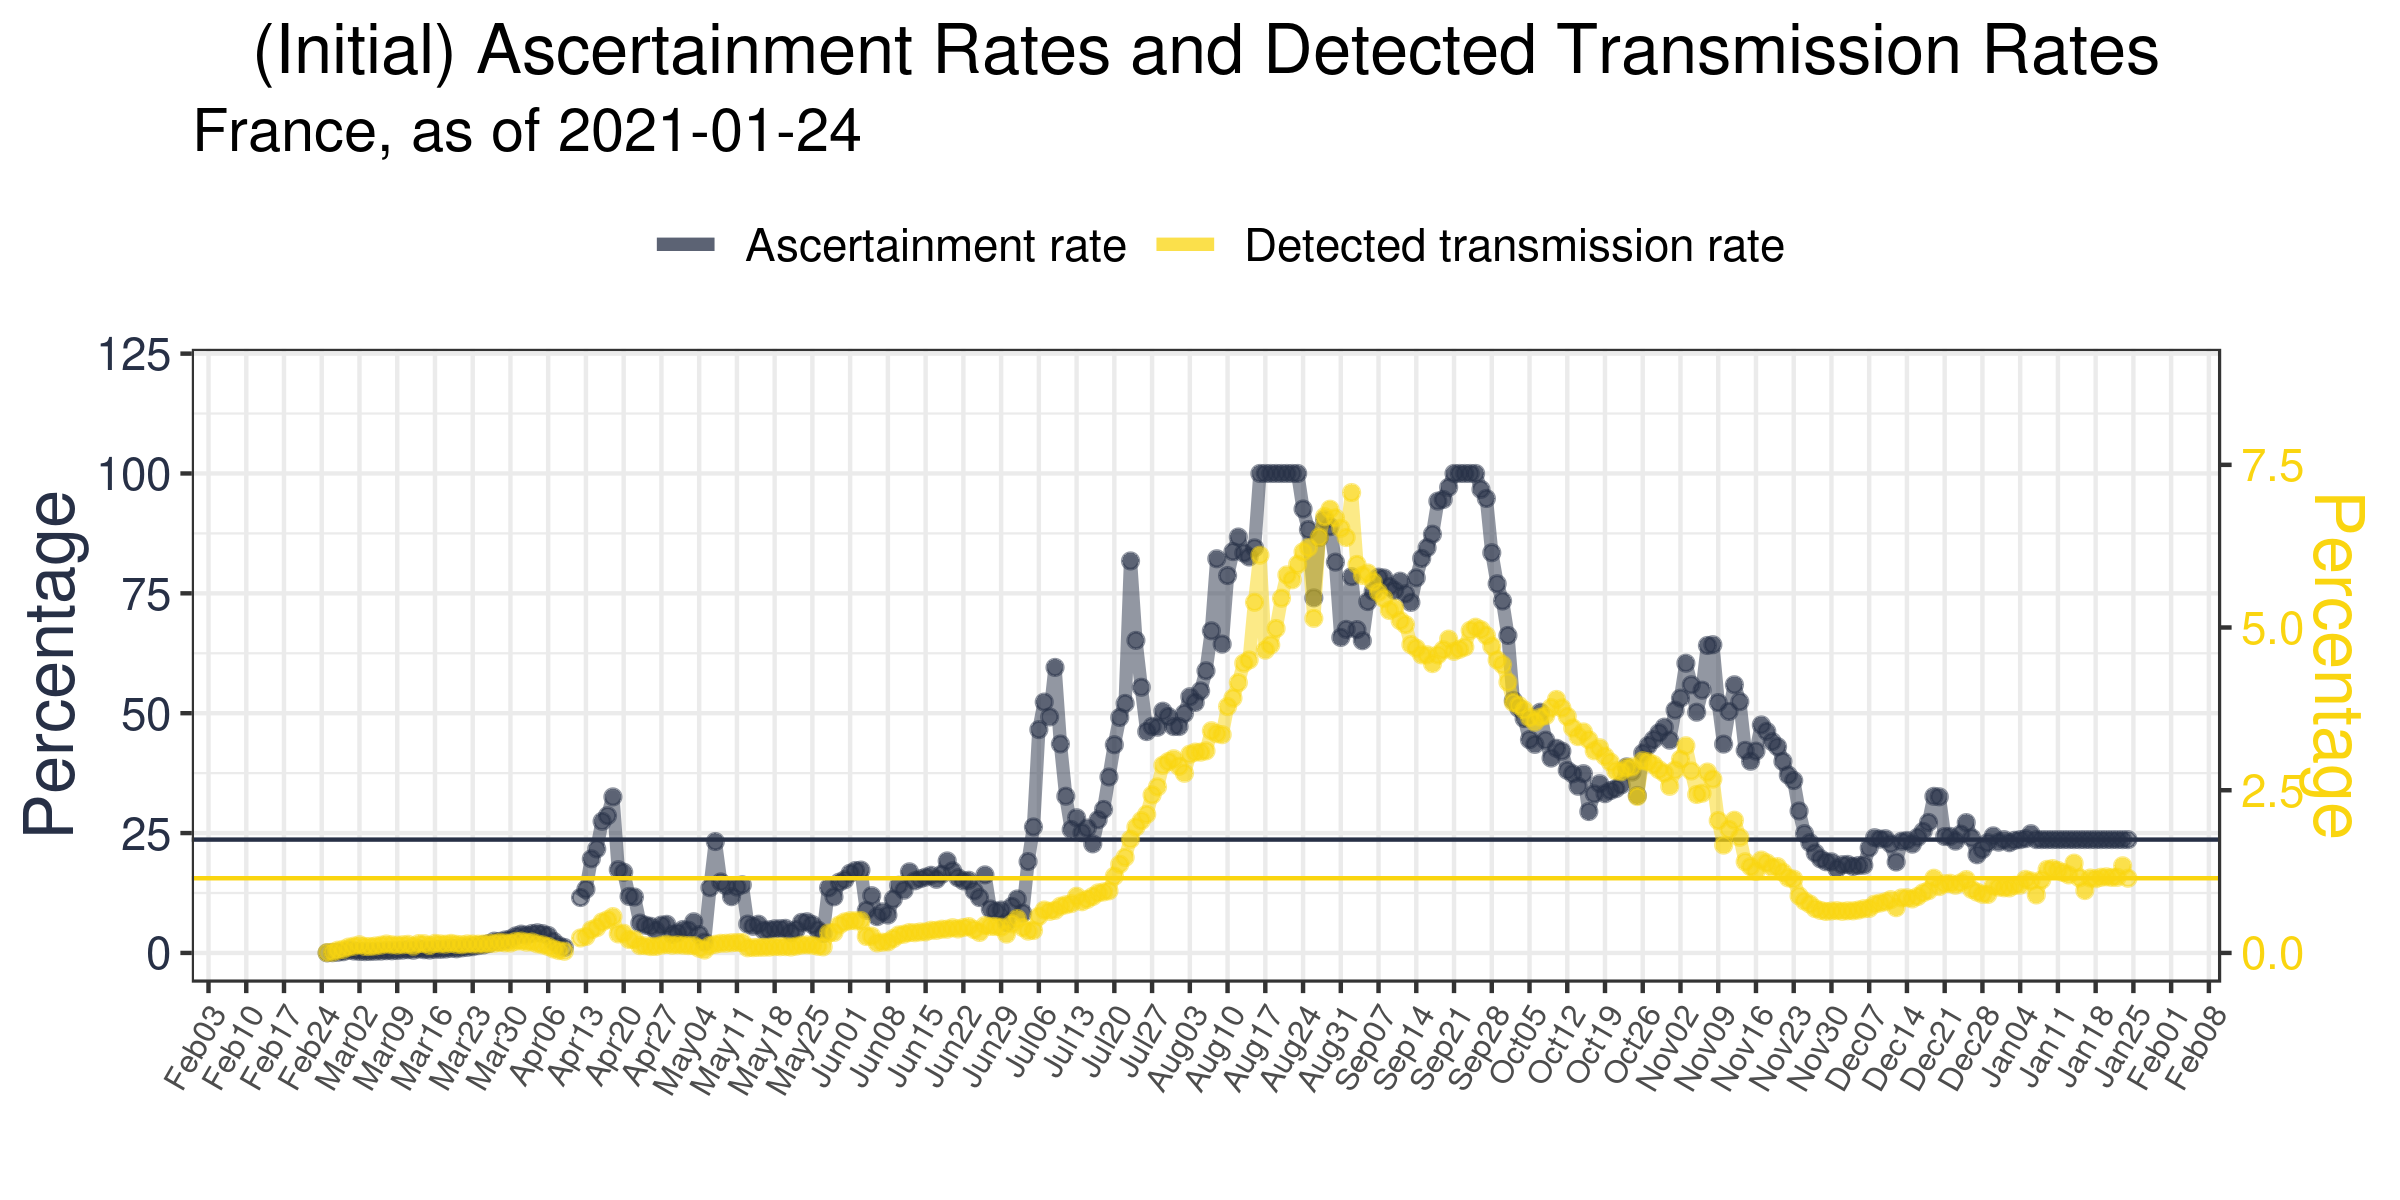 (Initial) Ascertainment Rates and Detected Transmission Rates
France, as of 2021-01-24
Ascertainment rate
Detected transmission rate
Percentage
125
100
75
50
25
0
7.5
5.0
2.5
0.0
Percentage
Feb03
Feb10
Feb17
Feb24
Mar02
Mar09
Mar16
Mar23
Mar30
Apr06
Apr13
Apr20
Apr27
May04
May11
May18
May25
Jun01
Jun08
Jun15
Jun22
Jun29
Jul06
Jul13
Jul20
Jul27
Aug03
Aug10
Aug17
Aug24
Aug31
Sep07
Sep14
Sep21
Sep28
Oct05
Oct12
Oct19
Oct26
Nov02
Nov09
Nov16
Nov23
Nov30
Dec07
Dec14
Dec21
Dec28
Jan04
Jan11
Jan18
Jan25
Feb01
Feb08